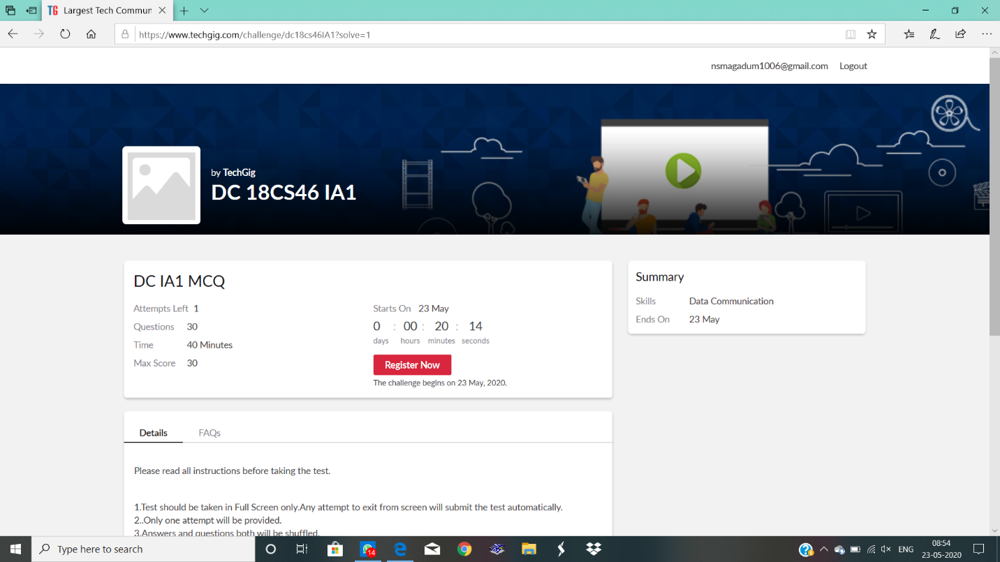 TG Largest Tech Commun
https://www.techgig.com/challenge/dc18cs46IA1?solve=1
nsmagadum1006@gmail.com Logout
by TechGig
DC 18CS46 IA1
DC IA1 MCQ
Attempts Left 1
Questions 30
Time 40 Minutes
Max Score 30
Starts On 23 May
0 : 00 : 20 : 14
days hours minutes seconds
Register Now
The challenge begins on 23 May, 2020.
Summary
Skills Data Communication
Ends On 23 May
Details FAQs
Please read all instructions before taking the test.
1.Test should be taken in Full Screen only.Any attempt to exit from screen will submit the test automatically.
2..Only one attempt will be provided.
3.Answers and questions both will be shuffled.
Type here to search
14
ENG
08:54
23-05-2020